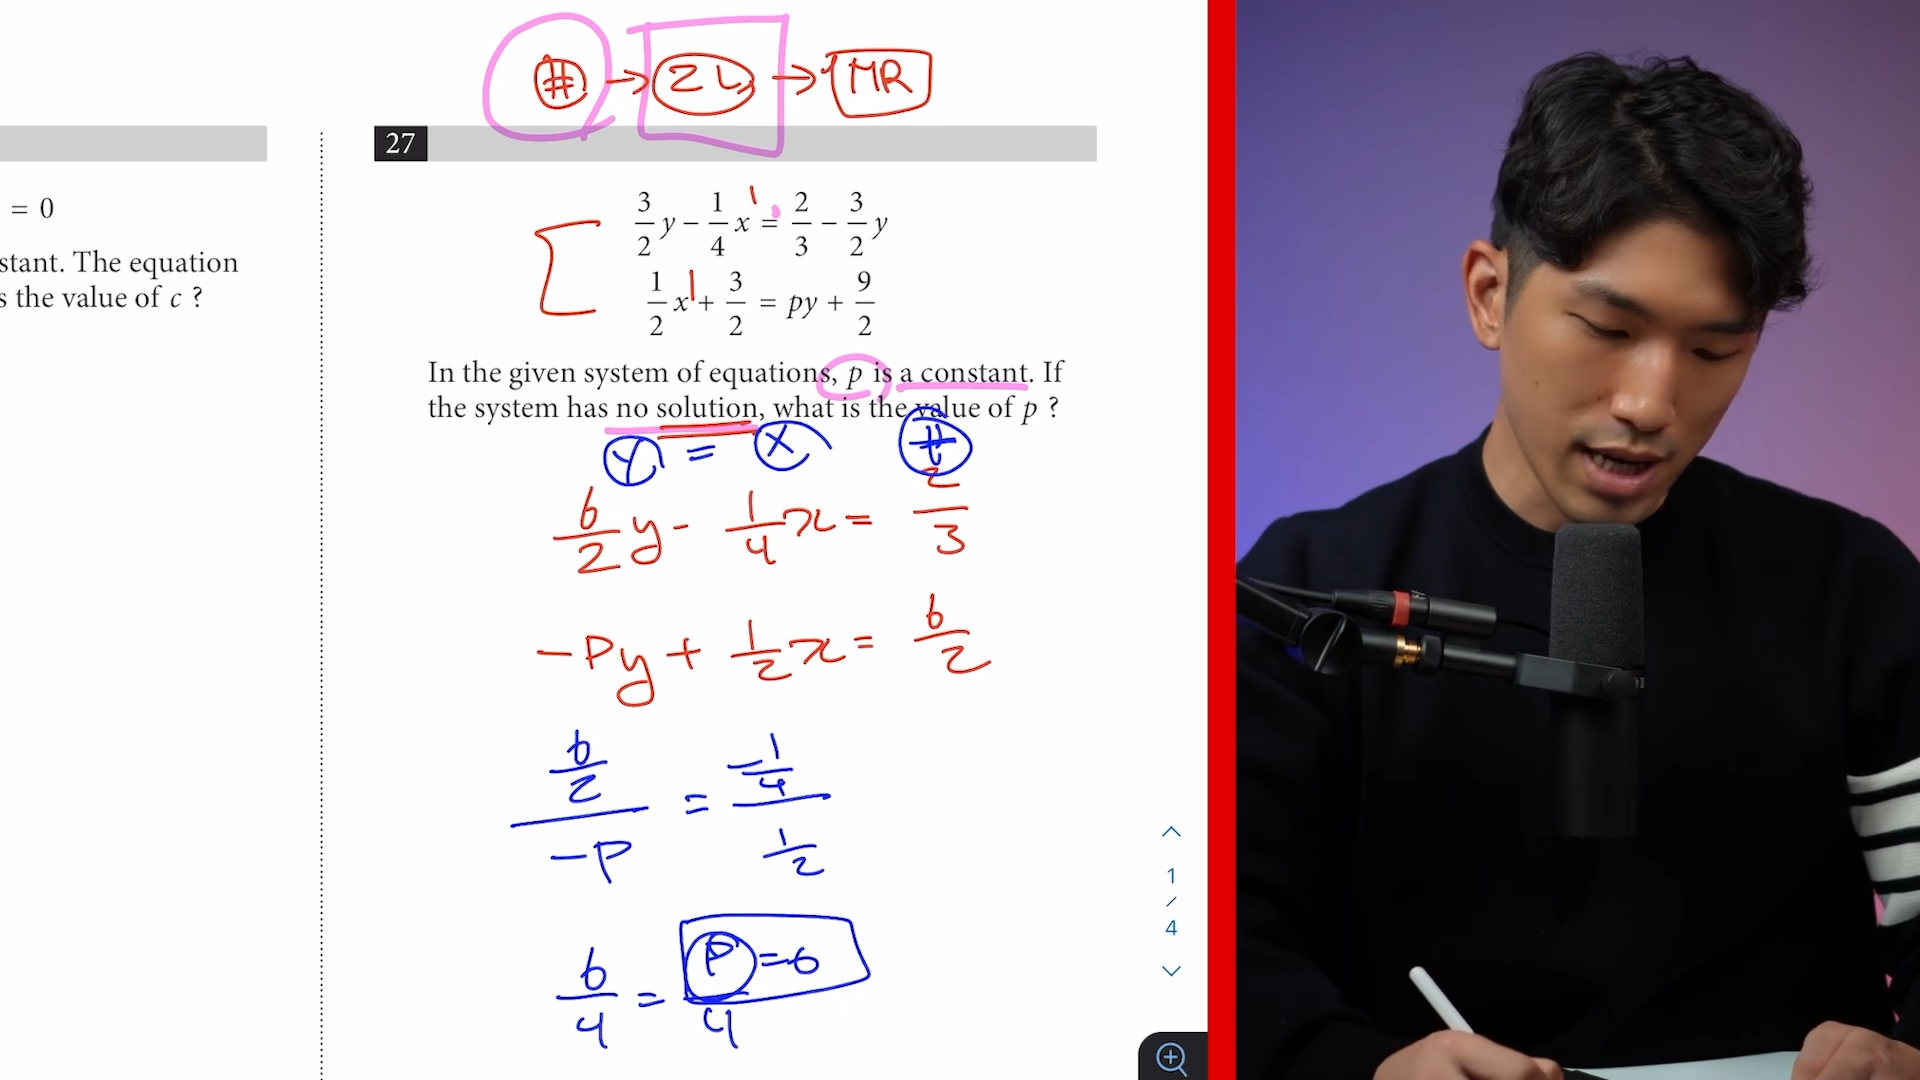 # → 2L → MR
27
= 0
3/2 y − 1/4 x = 2/3 − 3/2 y
stant. The equation
1/2 x + 3/2 = py + 9/2
s the value of c ?
In the given system of equations, p is a constant. If
the system has no solution, what is the value of p ?
y = x #
6/2 y − 1/4 x = 2/3
−Py + 1/2 x = 6/2
6/2 / −P = −1/4 / 1/2
6/4 = P/4
P = 6
1
/
4